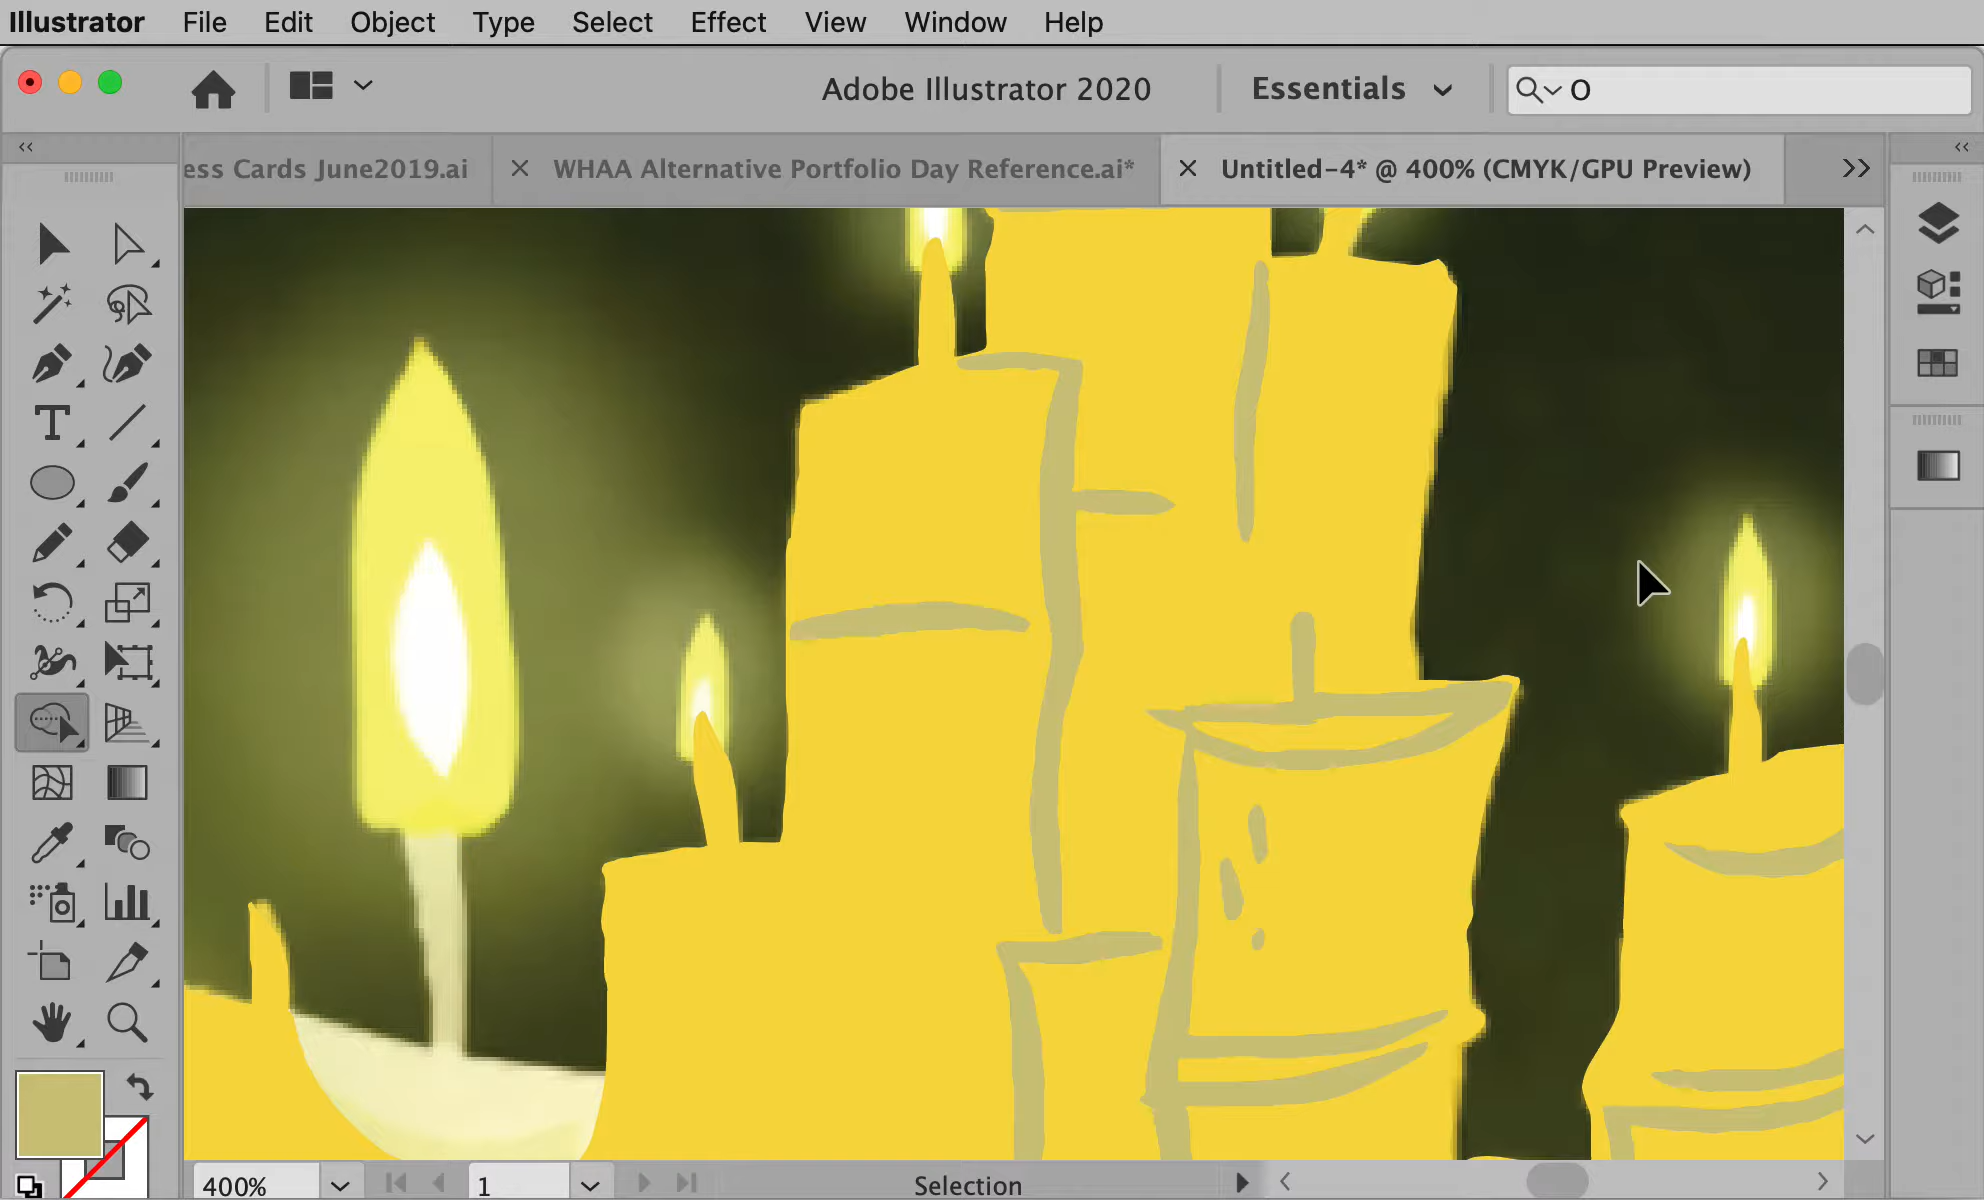 Illustrator File Edit Object Type Select Effect View Window Help
Adobe Illustrator 2020 Essentials O
ess Cards June2019.ai WHAA Alternative Portfolio Day Reference.ai* Untitled-4* @ 400% (CMYK/GPU Preview)
400% 1 Selection